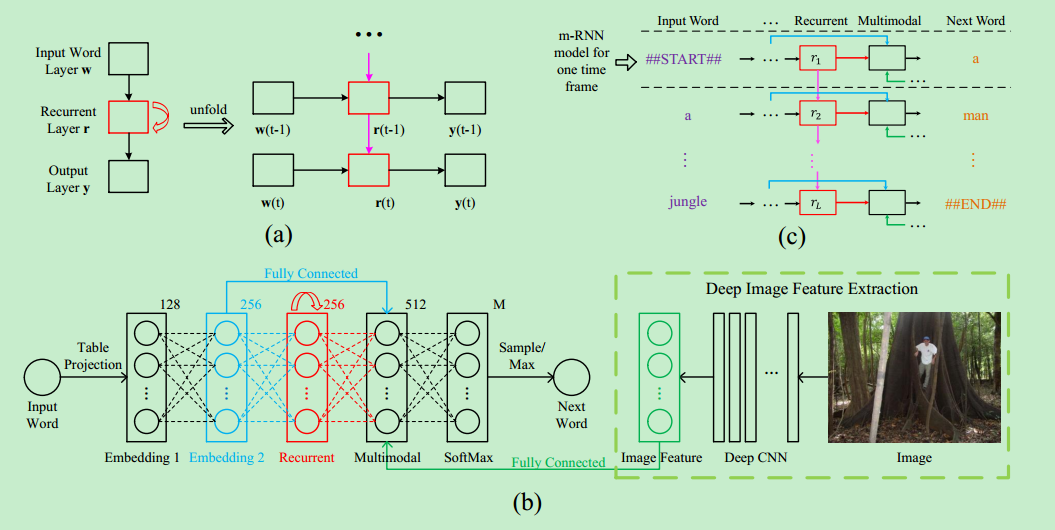 Input Word
Layer w
Recurrent
Layer r
Output
Layer y
unfold
...
w(t-1)
r(t-1)
y(t-1)
w(t)
r(t)
y(t)
(a)
m-RNN
model for
one time
frame
Input Word ... Recurrent Multimodal Next Word
##START## ... r1 ... a
a ... r2 ... man
⋮ ⋮ ⋮
jungle ... rL ... ##END##
(c)
Fully Connected
128 256 256 512 M
Input
Word
Table
Projection
Embedding 1 Embedding 2 Recurrent Multimodal SoftMax
Sample/
Max
Next
Word
Fully Connected
Deep Image Feature Extraction
...
Image Feature Deep CNN Image
(b)